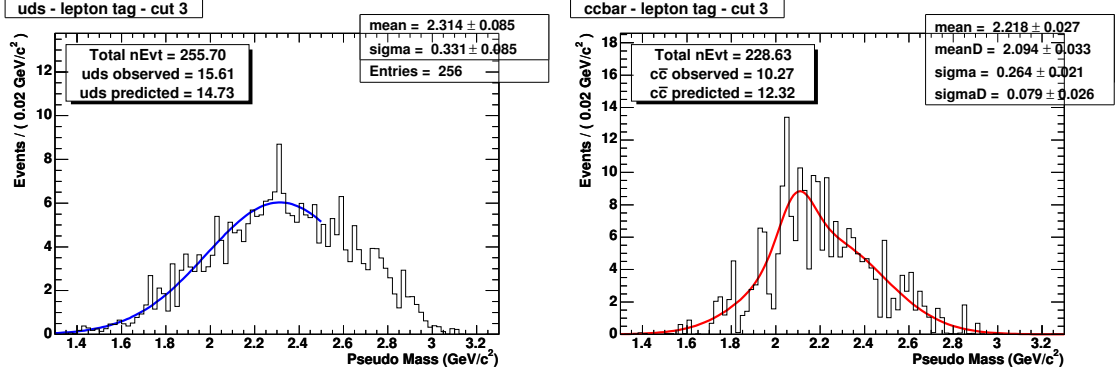 uds - lepton tag - cut 3
mean = 2.314 ± 0.085
sigma = 0.331 ± 0.085
Entries = 256
Total nEvt = 255.70
uds observed = 15.61
uds predicted = 14.73
Events / ( 0.02 GeV/c² )
12
10
8
6
4
2
0
1.4 1.6 1.8 2 2.2 2.4 2.6 2.8 3 3.2
Pseudo Mass (GeV/c²)
ccbar - lepton tag - cut 3
mean = 2.218 ± 0.027
meanD = 2.094 ± 0.033
sigma = 0.264 ± 0.021
sigmaD = 0.079 ± 0.026
Total nEvt = 228.63
cc̅ observed = 10.27
cc̅ predicted = 12.32
Events / ( 0.02 GeV/c² )
18
16
14
12
10
8
6
4
2
0
1.4 1.6 1.8 2 2.2 2.4 2.6 2.8 3 3.2
Pseudo Mass (GeV/c²)